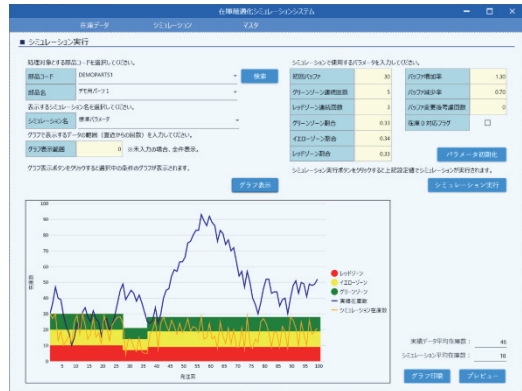 在庫最適化シミュレーションシステム
在庫データ シミュレーション マスタ
■ シミュレーション実行
処理対象とする部品コードを選択してください。
部品コード DEMOPARTS1 検索
部品名 デモ用パーツ1
表示するシミュレーション名を選択してください。
シミュレーション名 標準パラメータ
グラフで表示するデータの範囲(直近からの回数)を入力してください。
グラフ表示範囲 0 ※未入力の場合、全件表示。
グラフ表示ボタンをクリックすると選択中の条件のグラフが表示されます。
グラフ表示
シミュレーションで使用するパラメータを入力してください。
初回バッファ 30 バッファ増加率 1.30
グリーンゾーン連続回数 5 バッファ減少率 0.70
レッドゾーン連続回数 3 バッファ変更後考慮回数 0
グリーンゾーン割合 0.33 在庫0対応フラグ
イエローゾーン割合 0.34
レッドゾーン割合 0.33 パラメータ初期化
シミュレーション実行ボタンをクリックすると上記設定値でシミュレーションが実行されます。
シミュレーション実行
100
90
80
70
60
50
40
30
20
10
0
在庫数
5 10 15 20 25 30 35 40 45 50 55 60 65 70 75 80 85 90 95 100
発注回
レッドゾーン
イエローゾーン
グリーンゾーン
実績在庫数
シミュレーション在庫数
実績データ平均在庫数: 46
シミュレーション平均在庫数: 18
グラフ印刷 プレビュー